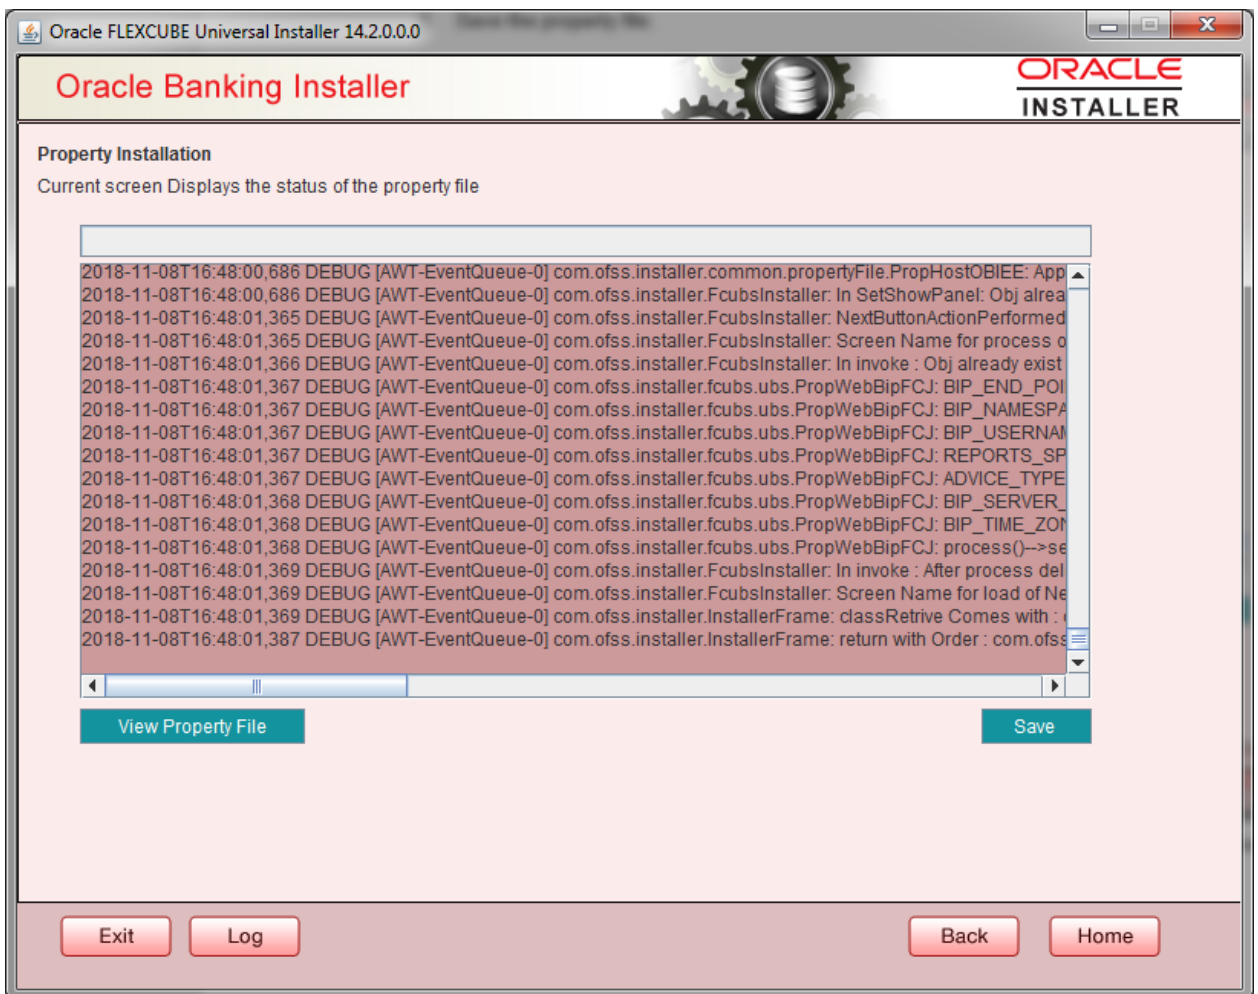 Save the property file
Oracle FLEXCUBE Universal Installer 14.2.0.0.0
Oracle Banking Installer
ORACLE
INSTALLER
Property Installation
Current screen Displays the status of the property file
2018-11-08T16:48:00,686 DEBUG [AWT-EventQueue-0] com.ofss.installer.common.propertyFile.PropHostOBIEE: App
2018-11-08T16:48:00,686 DEBUG [AWT-EventQueue-0] com.ofss.installer.FcubsInstaller: In SetShowPanel: Obj alrea
2018-11-08T16:48:01,365 DEBUG [AWT-EventQueue-0] com.ofss.installer.FcubsInstaller: NextButtonActionPerformed
2018-11-08T16:48:01,365 DEBUG [AWT-EventQueue-0] com.ofss.installer.FcubsInstaller: Screen Name for process o
2018-11-08T16:48:01,366 DEBUG [AWT-EventQueue-0] com.ofss.installer.FcubsInstaller: In invoke : Obj already exist
2018-11-08T16:48:01,367 DEBUG [AWT-EventQueue-0] com.ofss.installer.fcubs.ubs.PropWebBipFCJ: BIP_END_POI
2018-11-08T16:48:01,367 DEBUG [AWT-EventQueue-0] com.ofss.installer.fcubs.ubs.PropWebBipFCJ: BIP_NAMESPA
2018-11-08T16:48:01,367 DEBUG [AWT-EventQueue-0] com.ofss.installer.fcubs.ubs.PropWebBipFCJ: BIP_USERNAM
2018-11-08T16:48:01,367 DEBUG [AWT-EventQueue-0] com.ofss.installer.fcubs.ubs.PropWebBipFCJ: REPORTS_SP
2018-11-08T16:48:01,367 DEBUG [AWT-EventQueue-0] com.ofss.installer.fcubs.ubs.PropWebBipFCJ: ADVICE_TYPE
2018-11-08T16:48:01,368 DEBUG [AWT-EventQueue-0] com.ofss.installer.fcubs.ubs.PropWebBipFCJ: BIP_SERVER_
2018-11-08T16:48:01,368 DEBUG [AWT-EventQueue-0] com.ofss.installer.fcubs.ubs.PropWebBipFCJ: BIP_TIME_ZON
2018-11-08T16:48:01,368 DEBUG [AWT-EventQueue-0] com.ofss.installer.fcubs.ubs.PropWebBipFCJ: process()-->se
2018-11-08T16:48:01,369 DEBUG [AWT-EventQueue-0] com.ofss.installer.FcubsInstaller: In invoke : After process del
2018-11-08T16:48:01,369 DEBUG [AWT-EventQueue-0] com.ofss.installer.FcubsInstaller: Screen Name for load of Ne
2018-11-08T16:48:01,369 DEBUG [AWT-EventQueue-0] com.ofss.installer.InstallerFrame: classRetrive Comes with :
2018-11-08T16:48:01,387 DEBUG [AWT-EventQueue-0] com.ofss.installer.InstallerFrame: return with Order : com.ofss
View Property File
Save
Exit
Log
Back
Home